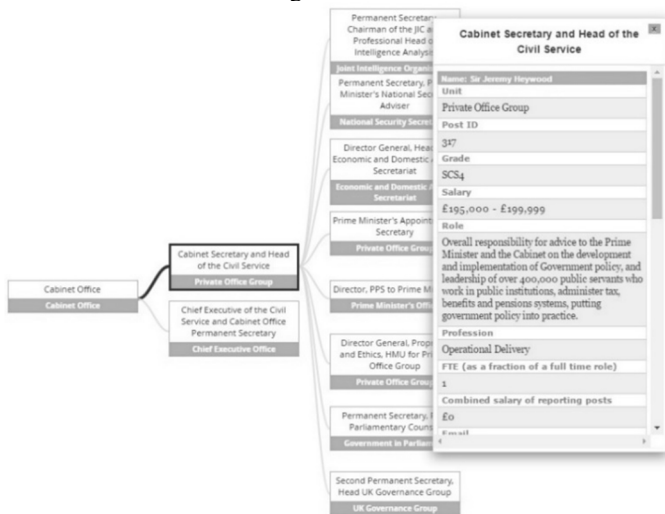 Cabinet Office
Cabinet Office
Cabinet Secretary and Head
of the Civil Service
Private Office Group
Chief Executive of the Civil
Service and Cabinet Office
Permanent Secretary
Chief Executive Office
Permanent Secretary,
Chairman of the JIC a
Professional Head o
Intelligence Analysi
Joint Intelligence Organis
Permanent Secretary, P
Minister's National Secu
Adviser
National Security Secret
Director General, Hea
Economic and Domestic A
Secretariat
Economic and Domestic A
Secretariat
Prime Minister's Appoint
Secretary
Private Office Group
Director, PPS to Prime M
Prime Minister's Offi
Director General, Propr
and Ethics, HMU for Pri
Office Group
Private Office Group
Permanent Secretary,
Parliamentary Couns
Government in Parliam
Second Permanent Secretary,
Head UK Governance Group
UK Governance Group
x
Cabinet Secretary and Head of the
Civil Service
Name: Sir Jeremy Heywood
Unit
Private Office Group
Post ID
317
Grade
SCS4
Salary
£195,000 - £199,999
Role
Overall responsibility for advice to the Prime
Minister and the Cabinet on the development
and implementation of Government policy, and
leadership of over 400,000 public servants who
work in public institutions, administer tax,
benefits and pensions systems, putting
government policy into practice.
Profession
Operational Delivery
FTE (as a fraction of a full time role)
1
Combined salary of reporting posts
£0
Email